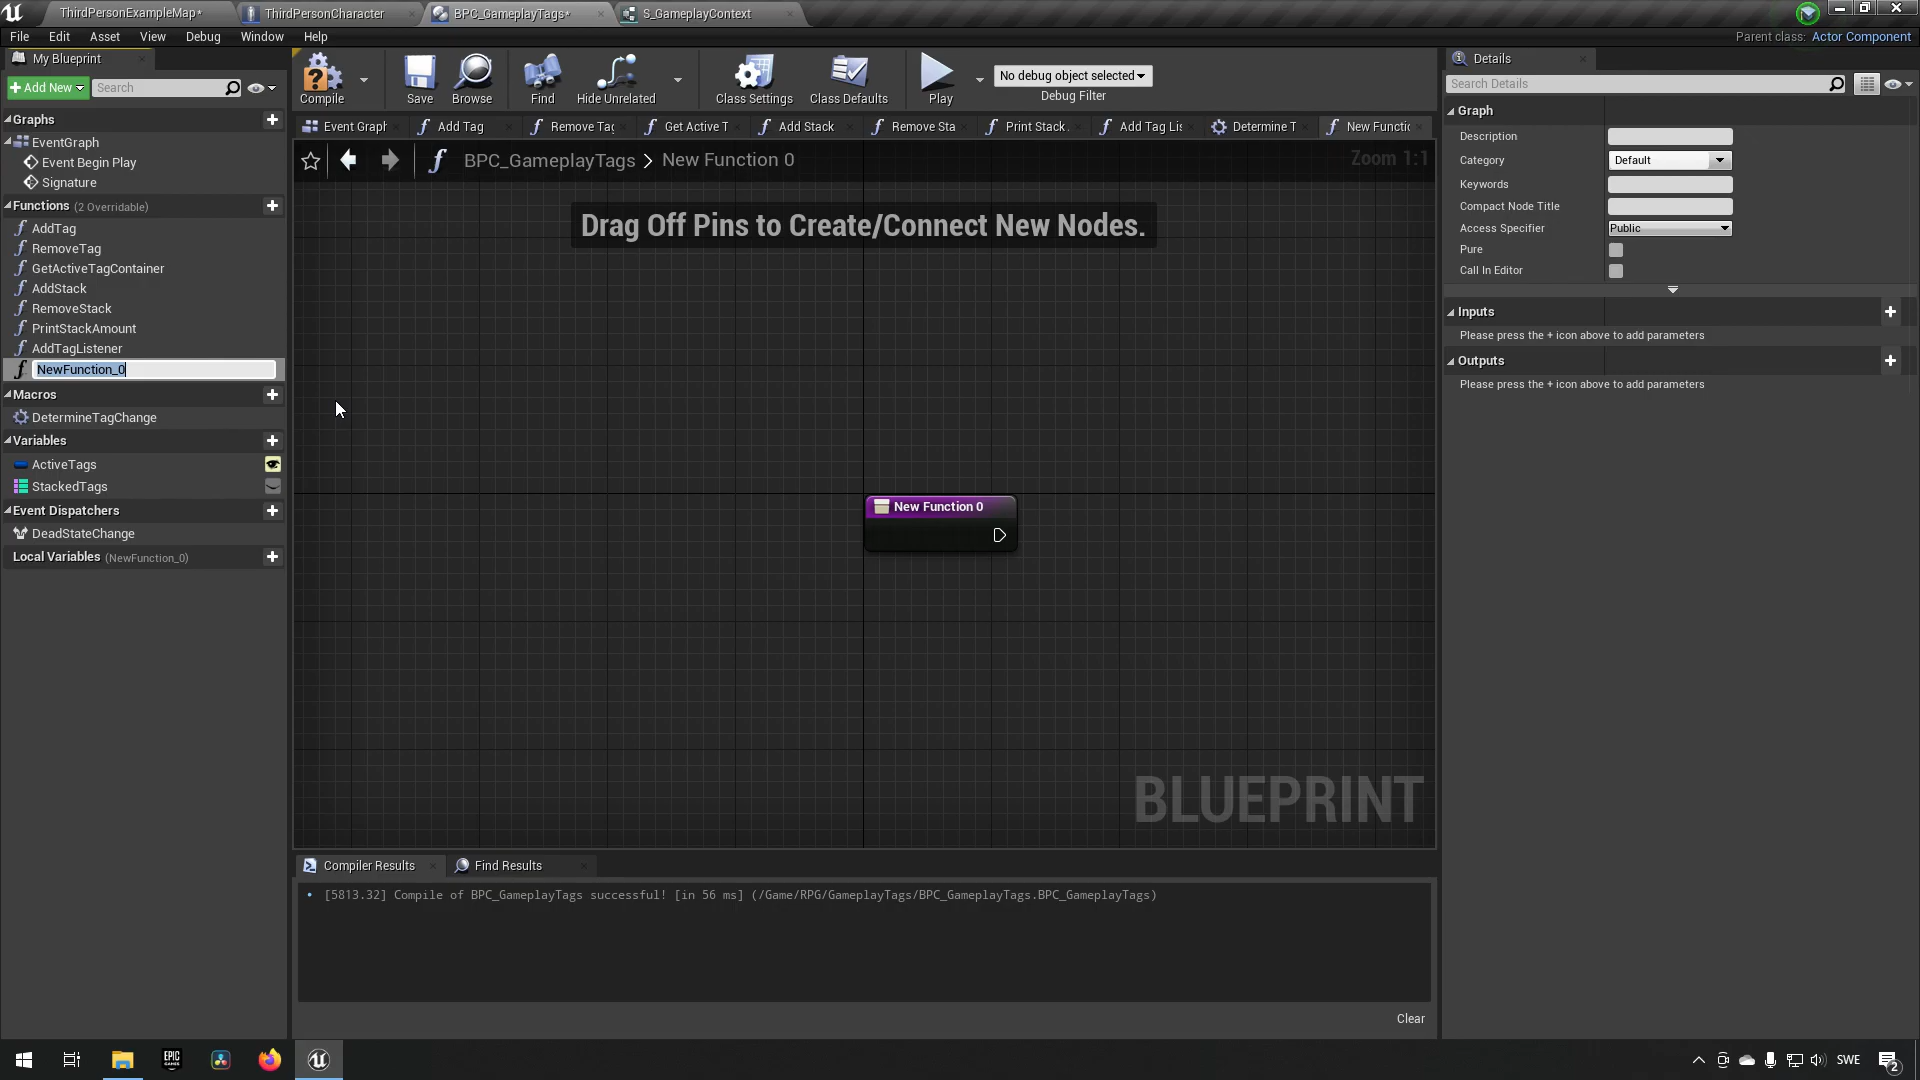 ThirdPersonExampleMap*
ThirdPersonCharacter
BPC_GameplayTags*
S_GameplayContext
File Edit Asset View Debug Window Help
Parent class: Actor Component
My Blueprint
Add New
Search
Graphs
EventGraph
Event Begin Play
Signature
Functions (2 Overridable)
AddTag
RemoveTag
GetActiveTagContainer
AddStack
RemoveStack
PrintStackAmount
AddTagListener
NewFunction_0
Macros
DetermineTagChange
Variables
ActiveTags
StackedTags
Event Dispatchers
DeadStateChange
Local Variables (NewFunction_0)
Compile
Save
Browse
Find
Hide Unrelated
Class Settings
Class Defaults
Play
No debug object selected
Debug Filter
Event Graph
Add Tag
Remove Tag
Get Active T
Add Stack
Remove Sta
Print Stack
Add Tag Lis
Determine T
New Functic
BPC_GameplayTags > New Function 0
Zoom 1:1
Drag Off Pins to Create/Connect New Nodes.
New Function 0
BLUEPRINT
Compiler Results
Find Results
• [5813.32] Compile of BPC_GameplayTags successful! [in 56 ms] (/Game/RPG/GameplayTags/BPC_GameplayTags.BPC_GameplayTags)
Clear
Details
Search Details
Graph
Description
Category Default
Keywords
Compact Node Title
Access Specifier Public
Pure
Call In Editor
Inputs
Please press the + icon above to add parameters
Outputs
Please press the + icon above to add parameters
EPIC
GAMES
SWE
2